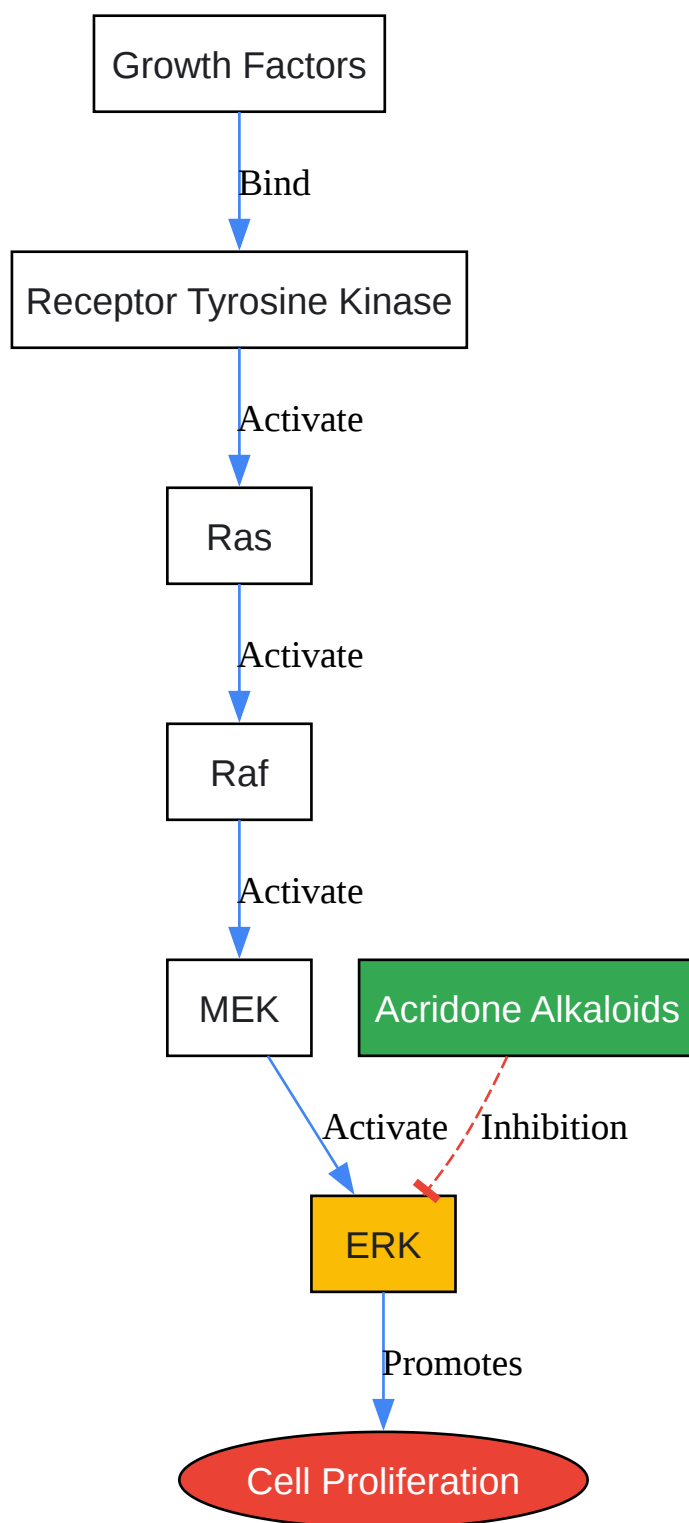 Growth Factors
Bind
Receptor Tyrosine Kinase
Activate
Ras
Activate
Raf
Activate
MEK
Acridone Alkaloids
Activate
Inhibition
ERK
Promotes
Cell Proliferation